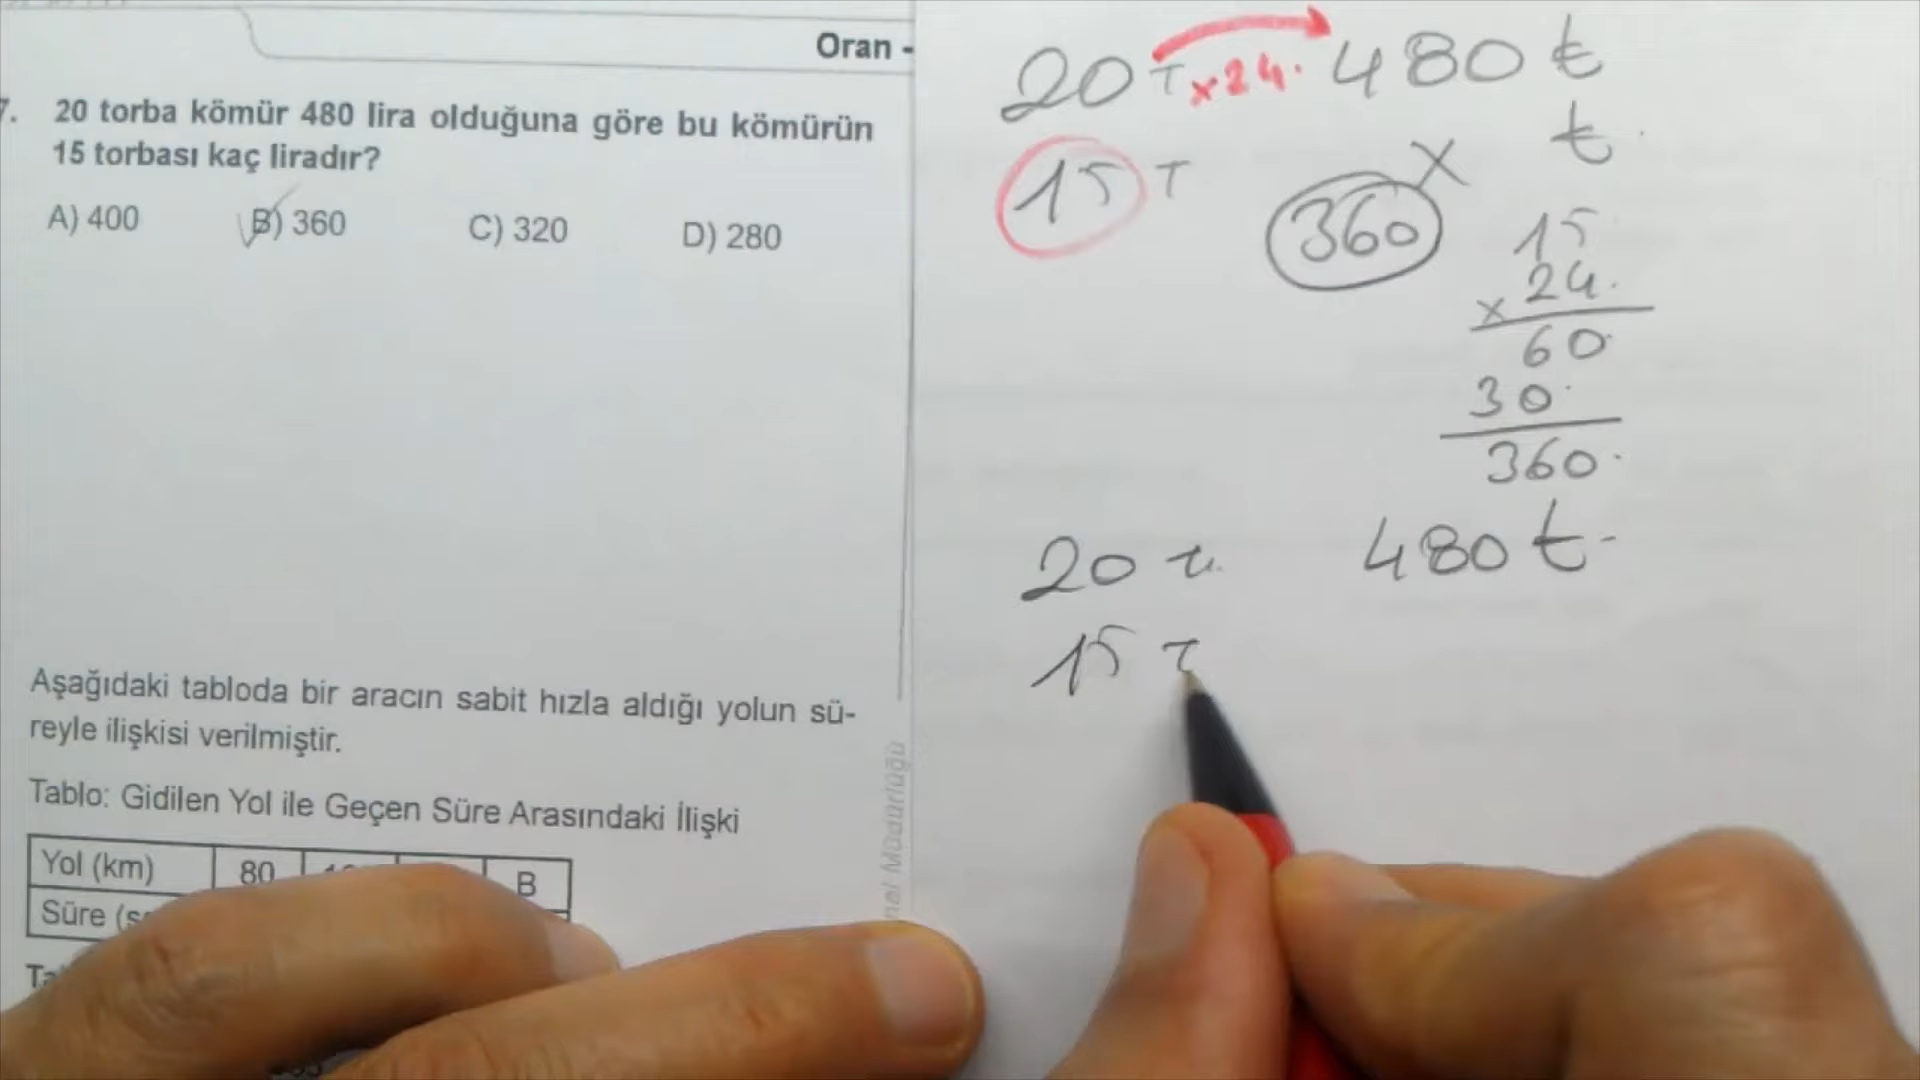 Oran -
7. 20 torba kömür 480 lira olduğuna göre bu kömürün
15 torbası kaç liradır?
A) 400 B) 360 C) 320 D) 280
Aşağıdaki tabloda bir aracın sabit hızla aldığı yolun sü-
reyle ilişkisi verilmiştir.
Tablo: Gidilen Yol ile Geçen Süre Arasındaki İlişki
Yol (km) 80 B
Süre
20 T x24. 480 ₺
₺
15 T 360 x
15
x 24.
60
30
360
20 480 ₺
15 T